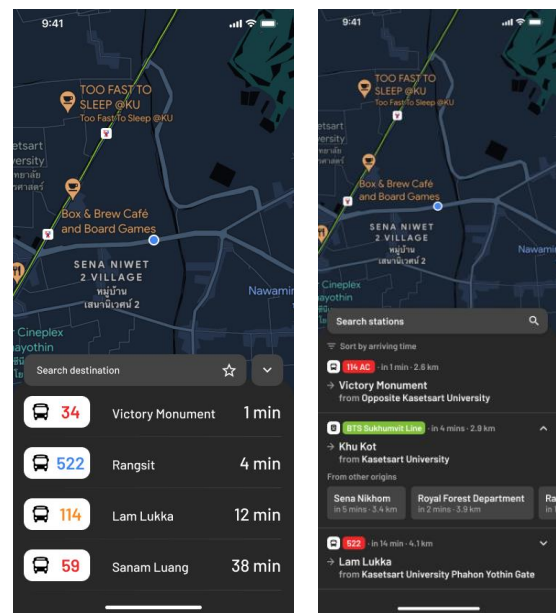 9:41
TOO FAST TO
SLEEP @KU
Too Fast To Sleep @KU
etsart
ersity
Box & Brew Café
and Board Games
SENA NIWET
2 VILLAGE
หมู่บ้าน
เสนานิเวศน์ 2
Nawamin
Cineplex
ayothin
Search destination
34 Victory Monument 1 min
522 Rangsit 4 min
114 Lam Lukka 12 min
59 Sanam Luang 38 min
9:41
TOO FAST TO
SLEEP @KU
Too Fast To Sleep @KU
etsart
ersity
Box & Brew Café
and Board Games
SENA NIWET
2 VILLAGE
หมู่บ้าน
เสนานิเวศน์ 2
Nawamin
Cineplex
ayothin
Search stations
Sort by arriving time
114 AC · in 1 min · 2.6 km
→ Victory Monument
from Opposite Kasetsart University
BTS Sukhumvit Line · in 4 mins · 2.9 km
→ Khu Kot
from Kasetsart University
From other origins
Sena Nikhom Royal Forest Department Ra
in 5 mins · 3.4 km in 2 mins · 3.9 km in 1
522 · in 14 min · 4.1 km
→ Lam Lukka
from Kasetsart University Phahon Yothin Gate